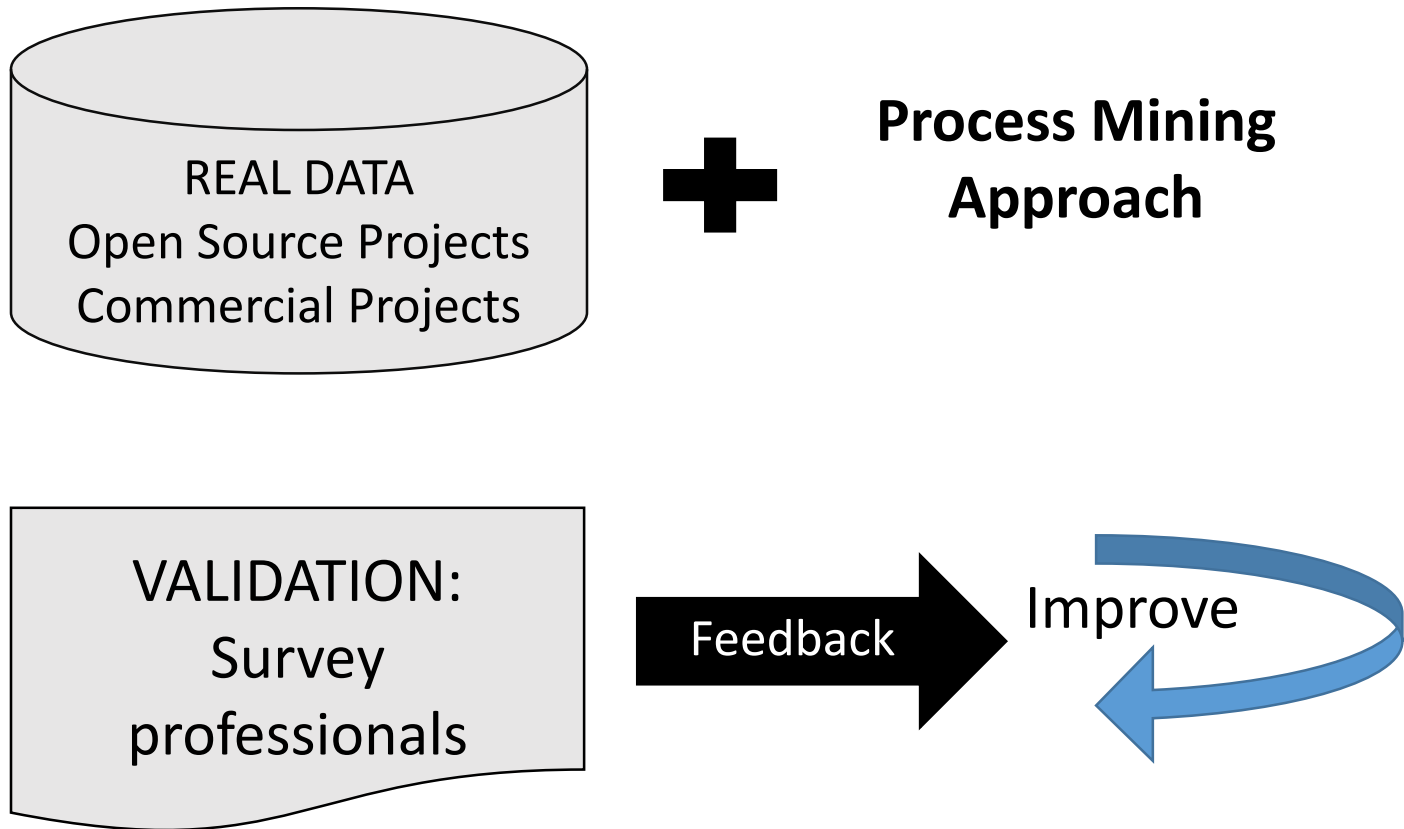 REAL DATA
Open Source Projects
Commercial Projects
Process Mining
Approach
VALIDATION:
Survey
professionals
Feedback
Improve